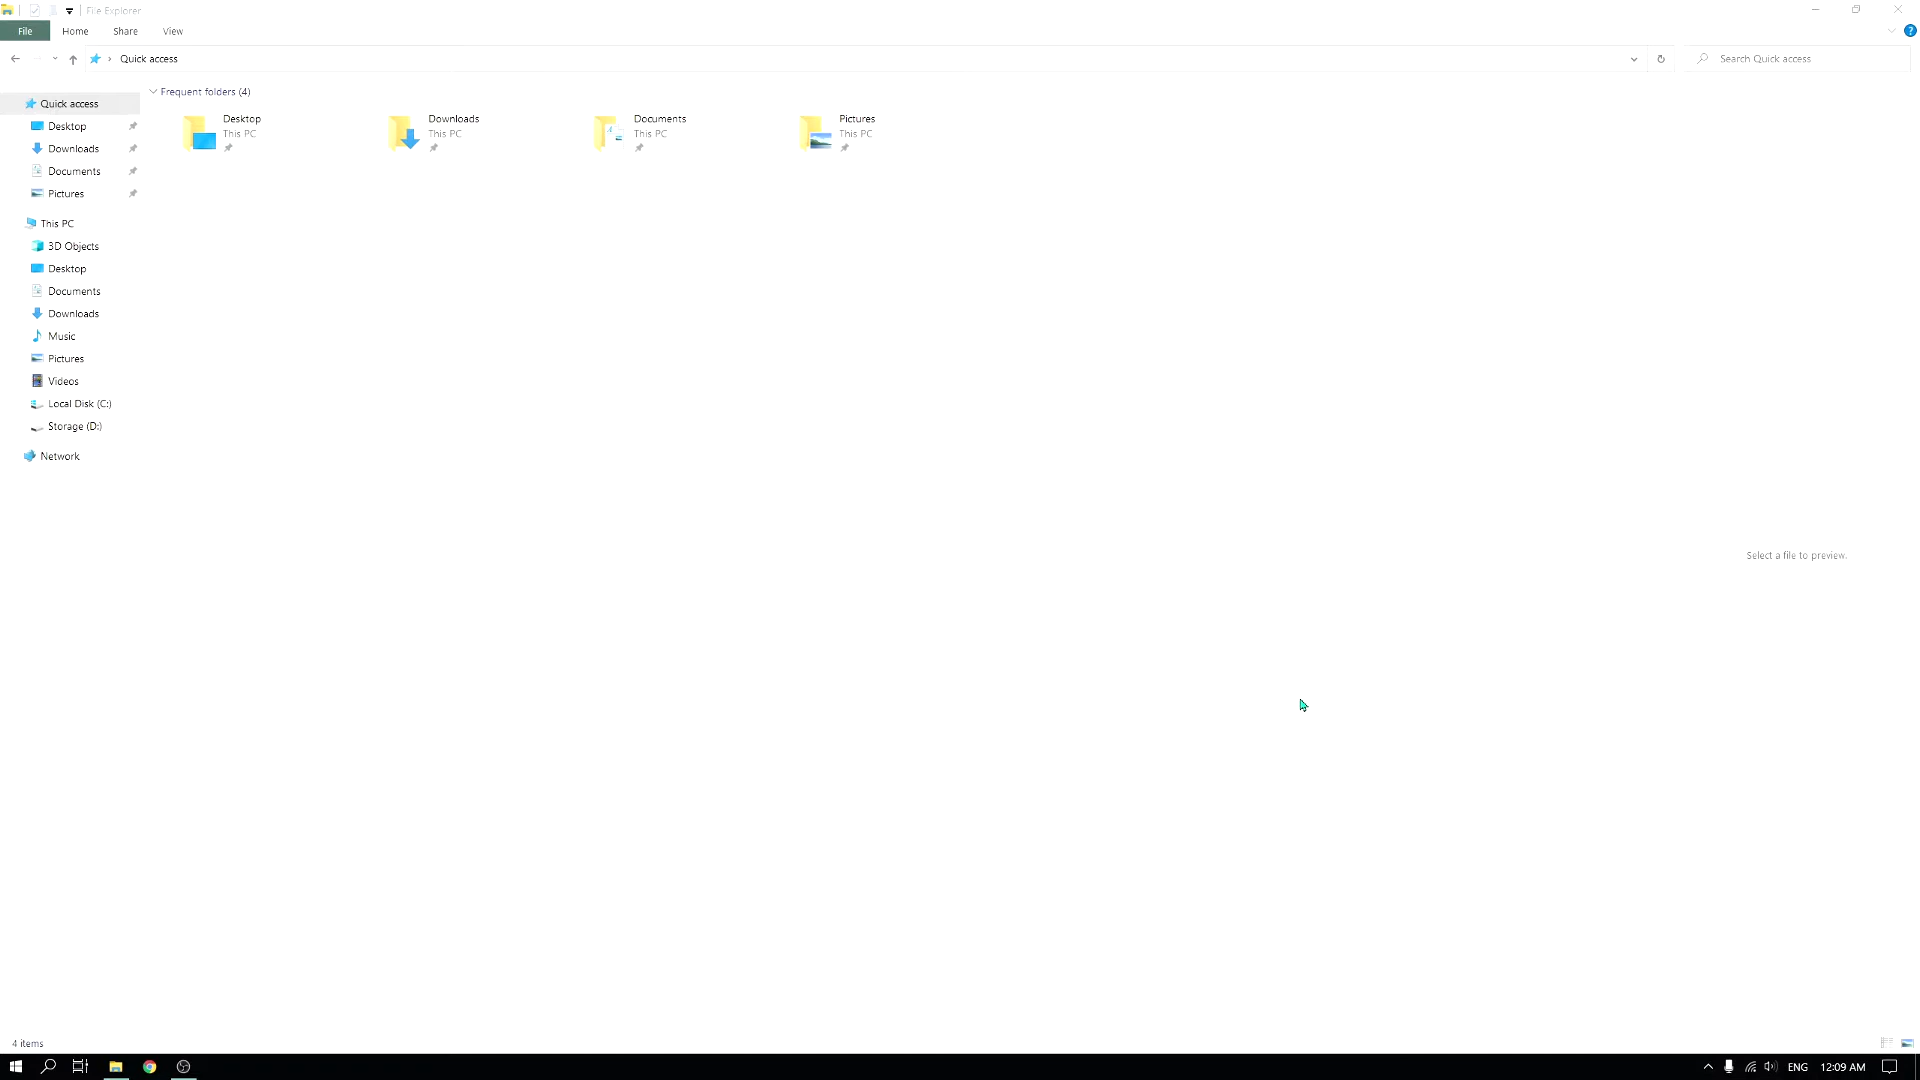 File Explorer
File Home Share View
Quick access
Search Quick access
Quick access
Desktop
Downloads
Documents
Pictures
This PC
3D Objects
Desktop
Documents
Downloads
Music
Pictures
Videos
Local Disk (C:)
Storage (D:)
Network
Frequent folders (4)
Desktop
This PC
Downloads
This PC
Documents
This PC
Pictures
This PC
Select a file to preview.
4 items
ENG 12:09 AM